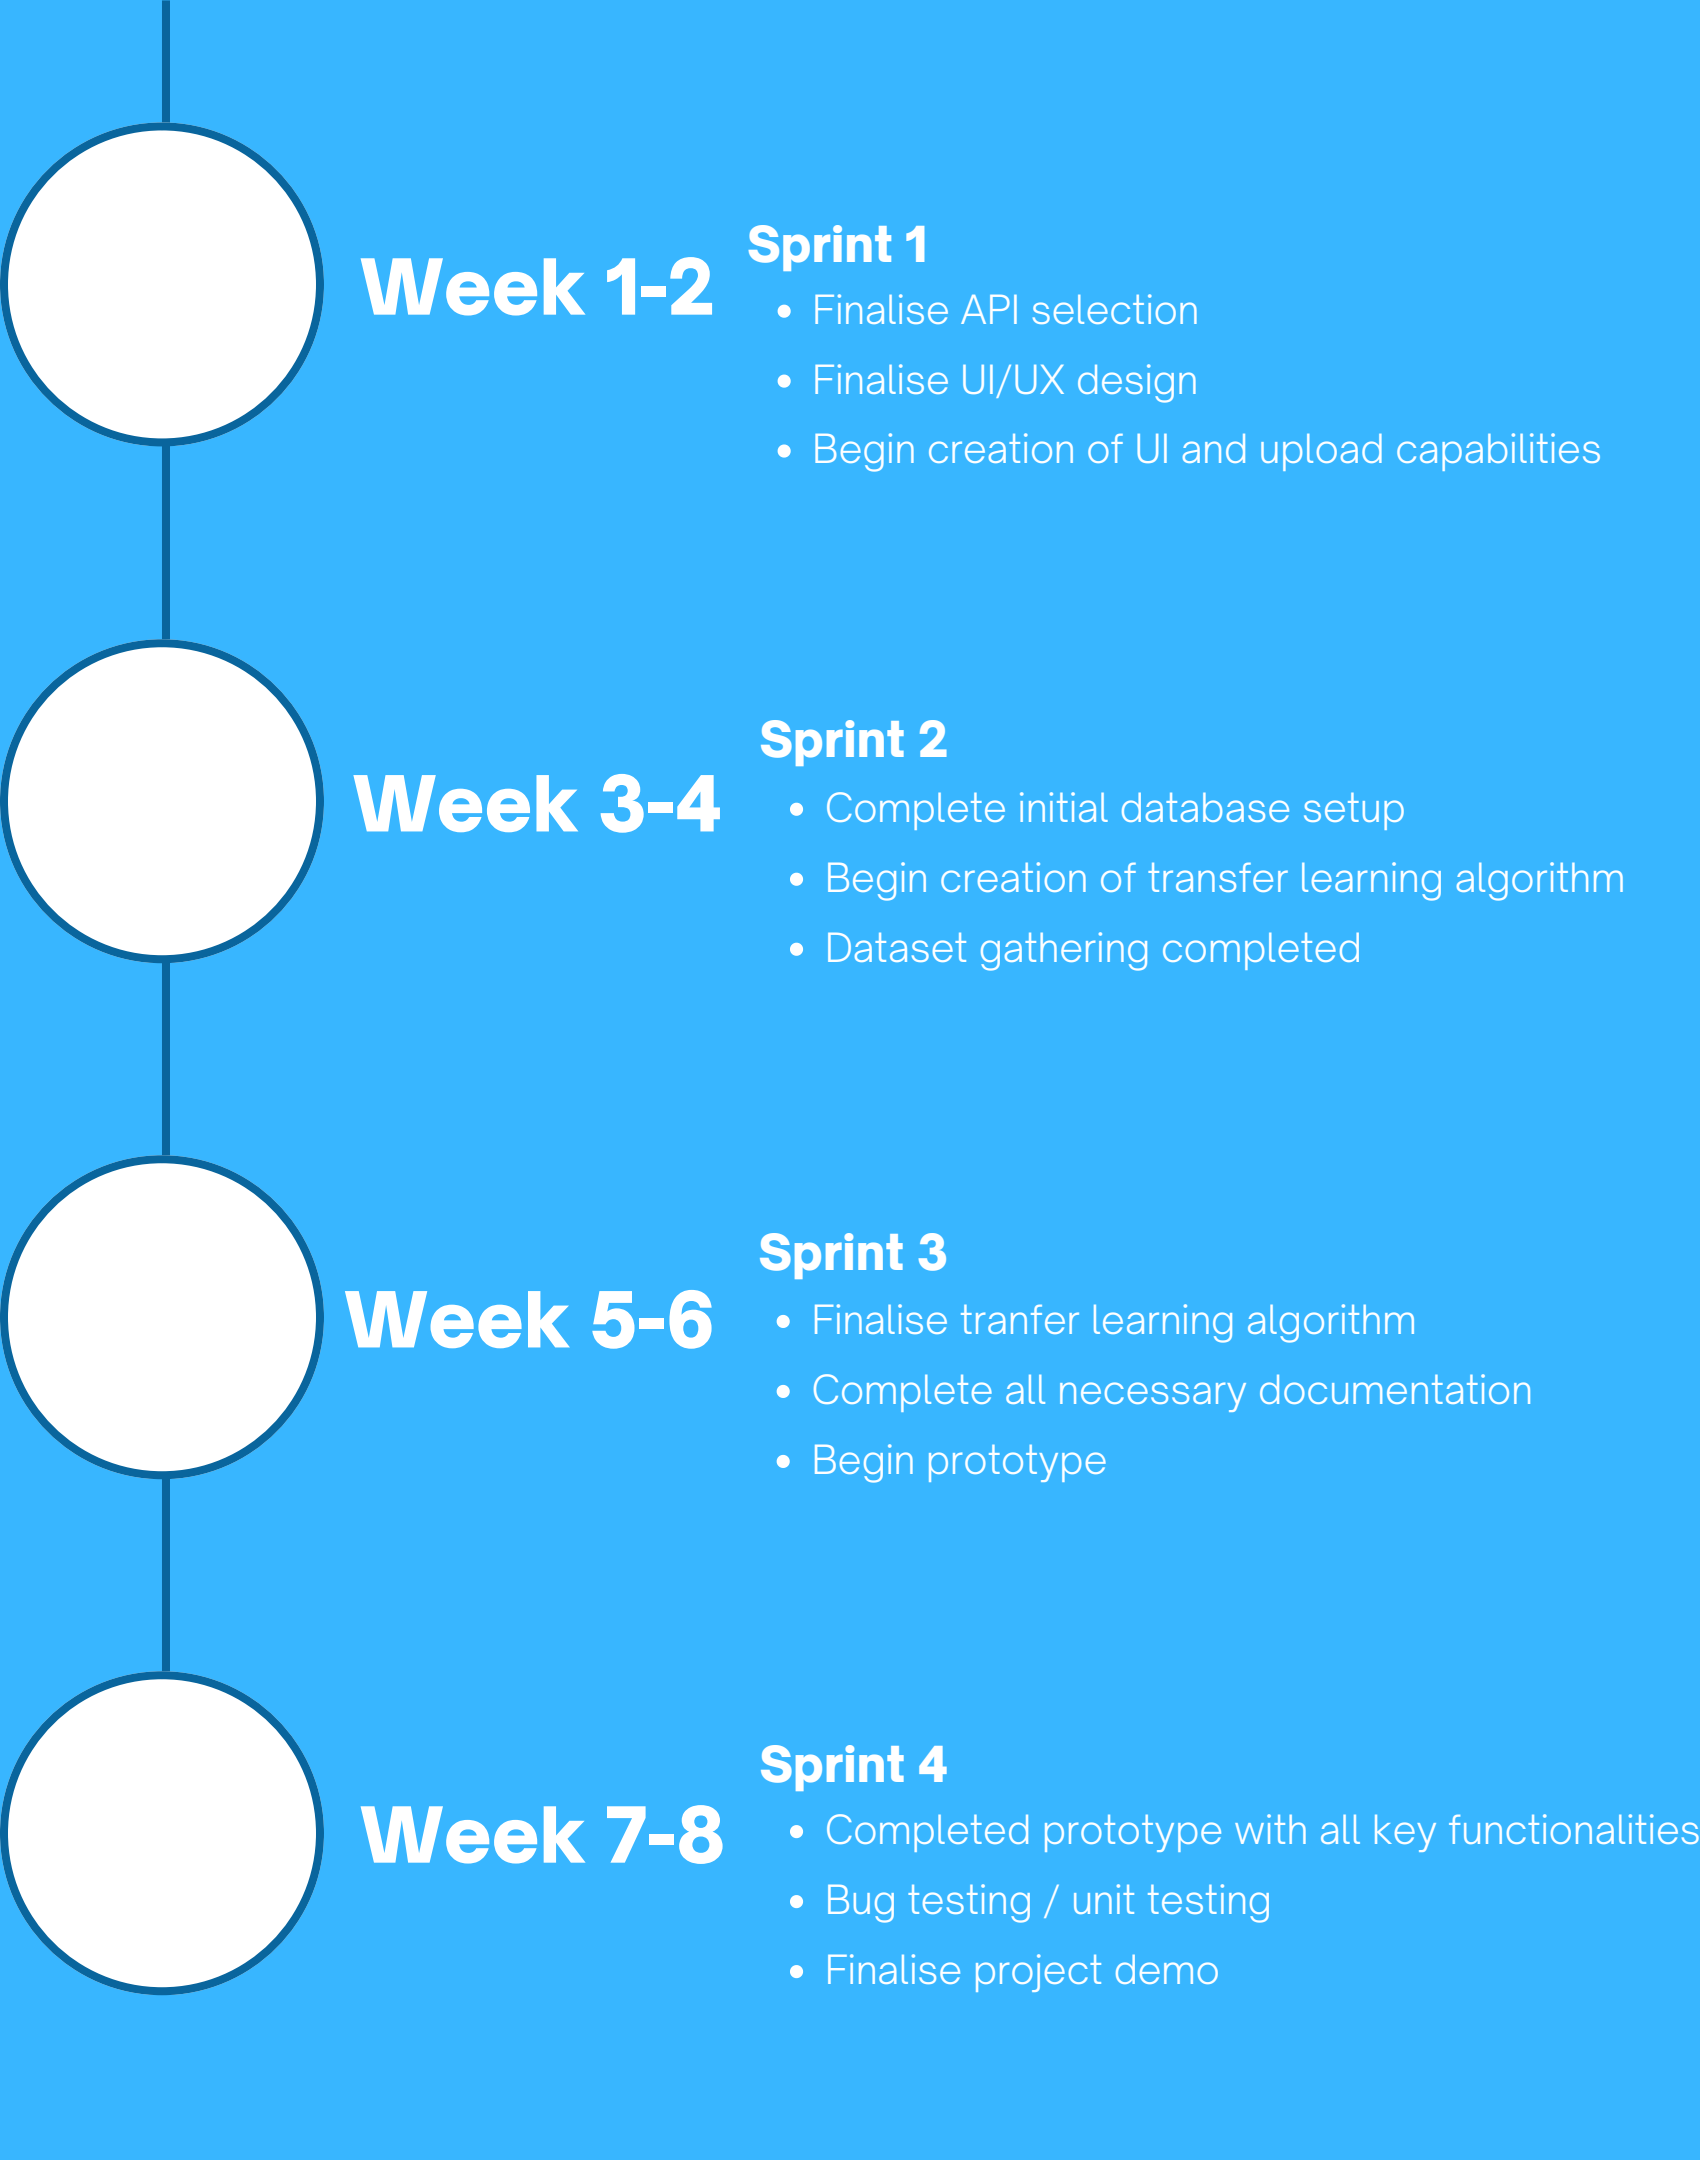 Week 1-2
Sprint 1
• Finalise API selection
• Finalise UI/UX design
• Begin creation of UI and upload capabilities
Week 3-4
Sprint 2
• Complete initial database setup
• Begin creation of transfer learning algorithm
• Dataset gathering completed
Week 5-6
Sprint 3
• Finalise tranfer learning algorithm
• Complete all necessary documentation
• Begin prototype
Week 7-8
Sprint 4
• Completed prototype with all key functionalities
• Bug testing / unit testing
• Finalise project demo